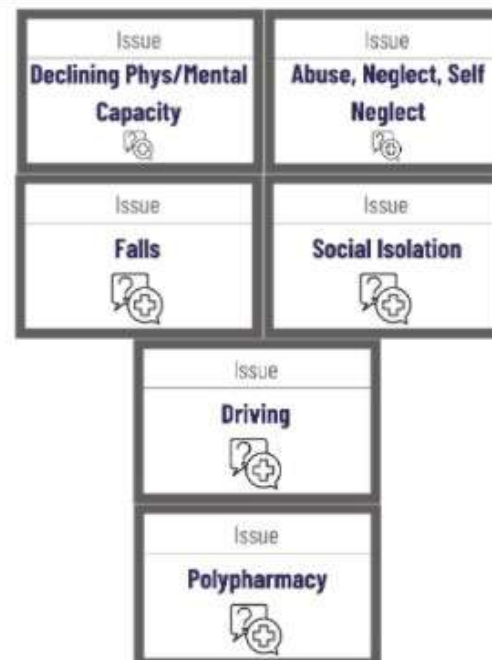 Issue
Declining Phys/Mental
Capacity
Issue
Abuse, Neglect, Self
Neglect
Issue
Falls
Issue
Social Isolation
Issue
Driving
Issue
Polypharmacy